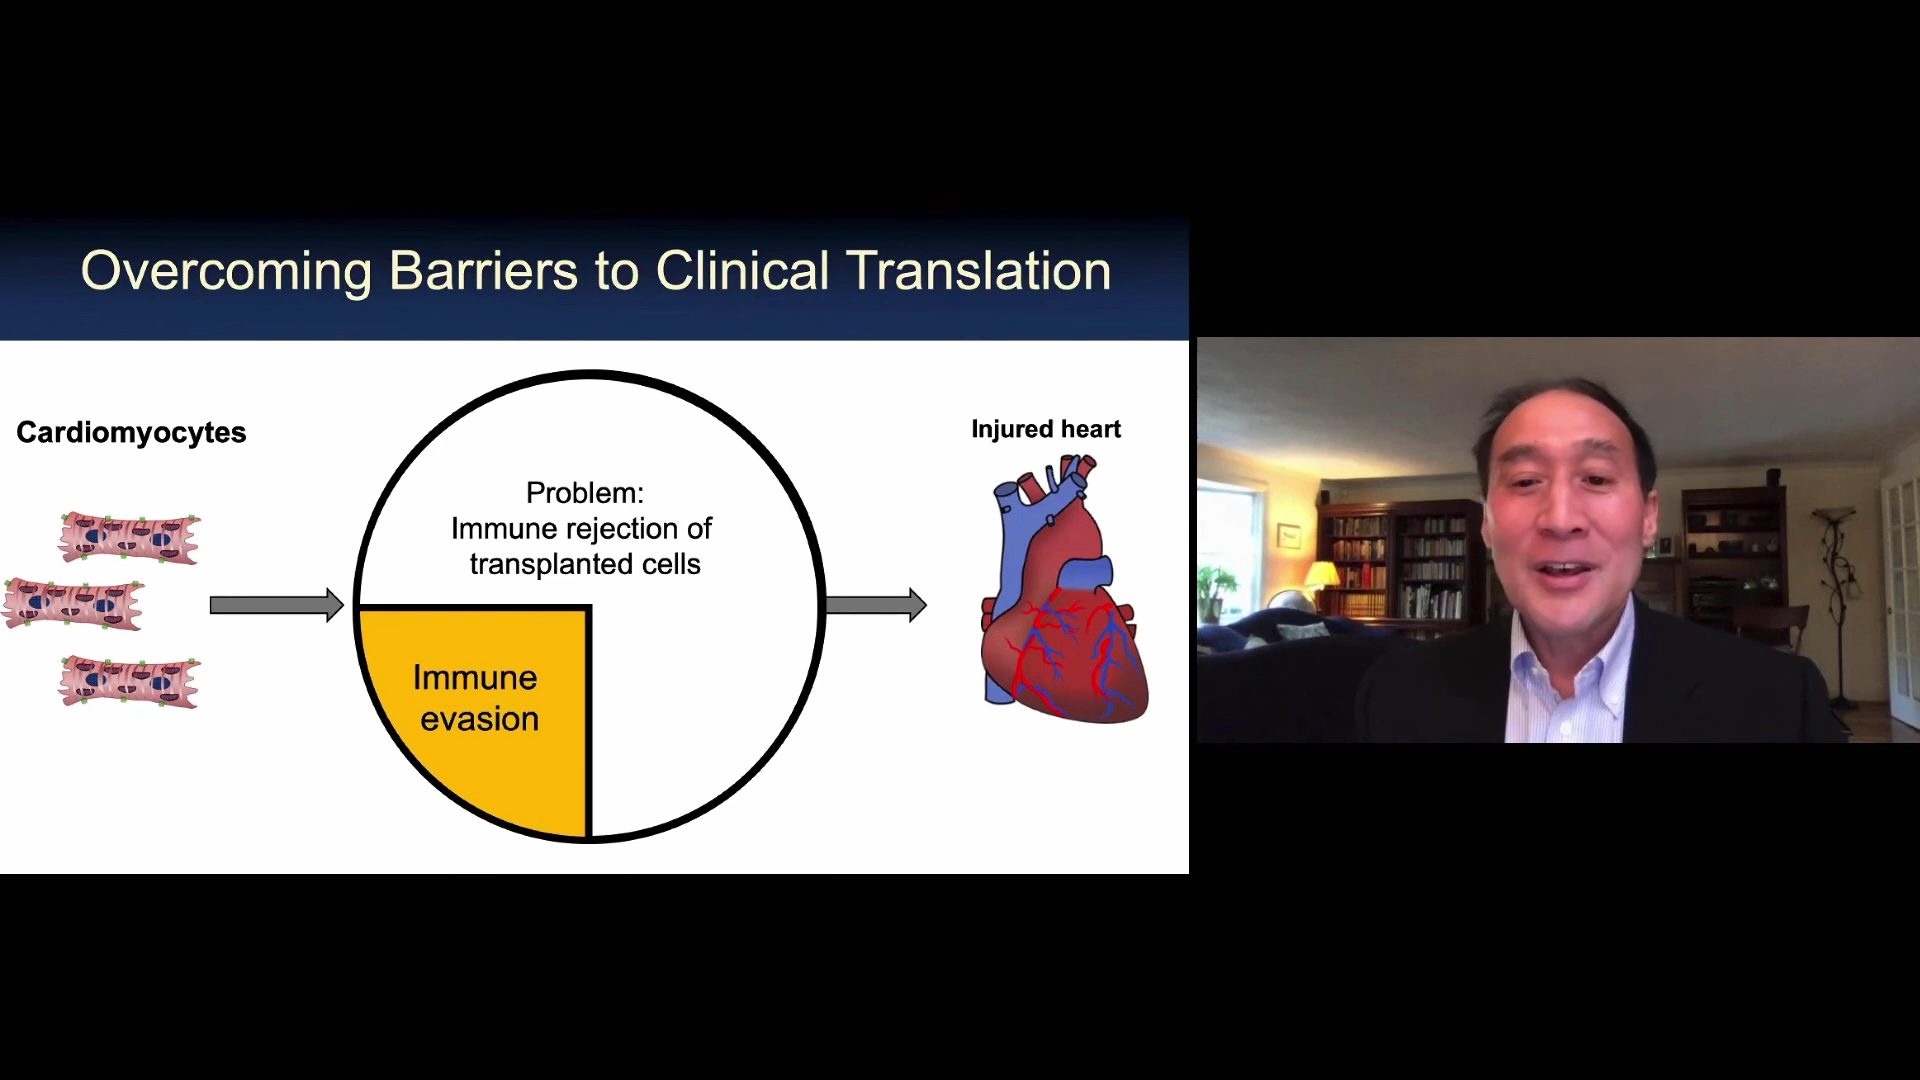 Overcoming Barriers to Clinical Translation
Cardiomyocytes
Problem:
Immune rejection of
transplanted cells
Immune
evasion
Injured heart